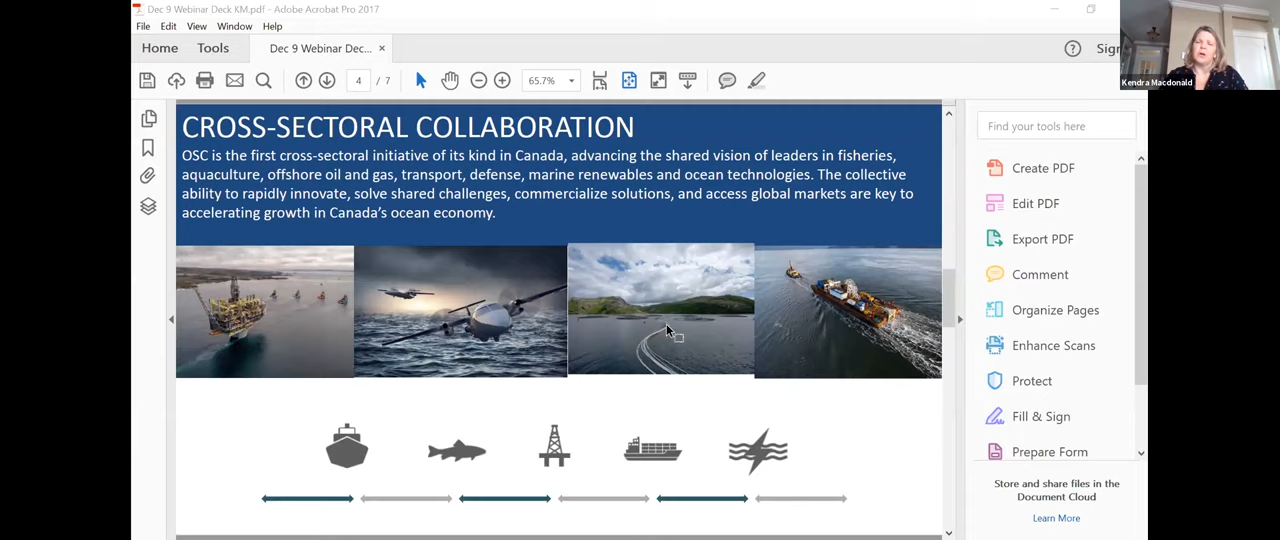 Dec 9 Webinar Deck KM.pdf - Adobe Acrobat Pro 2017
File Edit View Window Help
Home Tools Dec 9 Webinar Dec... × ? Sign
4 / 7 65.7%
Kendra Macdonald
CROSS-SECTORAL COLLABORATION
OSC is the first cross-sectoral initiative of its kind in Canada, advancing the shared vision of leaders in fisheries,
aquaculture, offshore oil and gas, transport, defense, marine renewables and ocean technologies. The collective
ability to rapidly innovate, solve shared challenges, commercialize solutions, and access global markets are key to
accelerating growth in Canada's ocean economy.
Find your tools here
Create PDF
Edit PDF
Export PDF
Comment
Organize Pages
Enhance Scans
Protect
Fill & Sign
Prepare Form
Store and share files in the
Document Cloud
Learn More